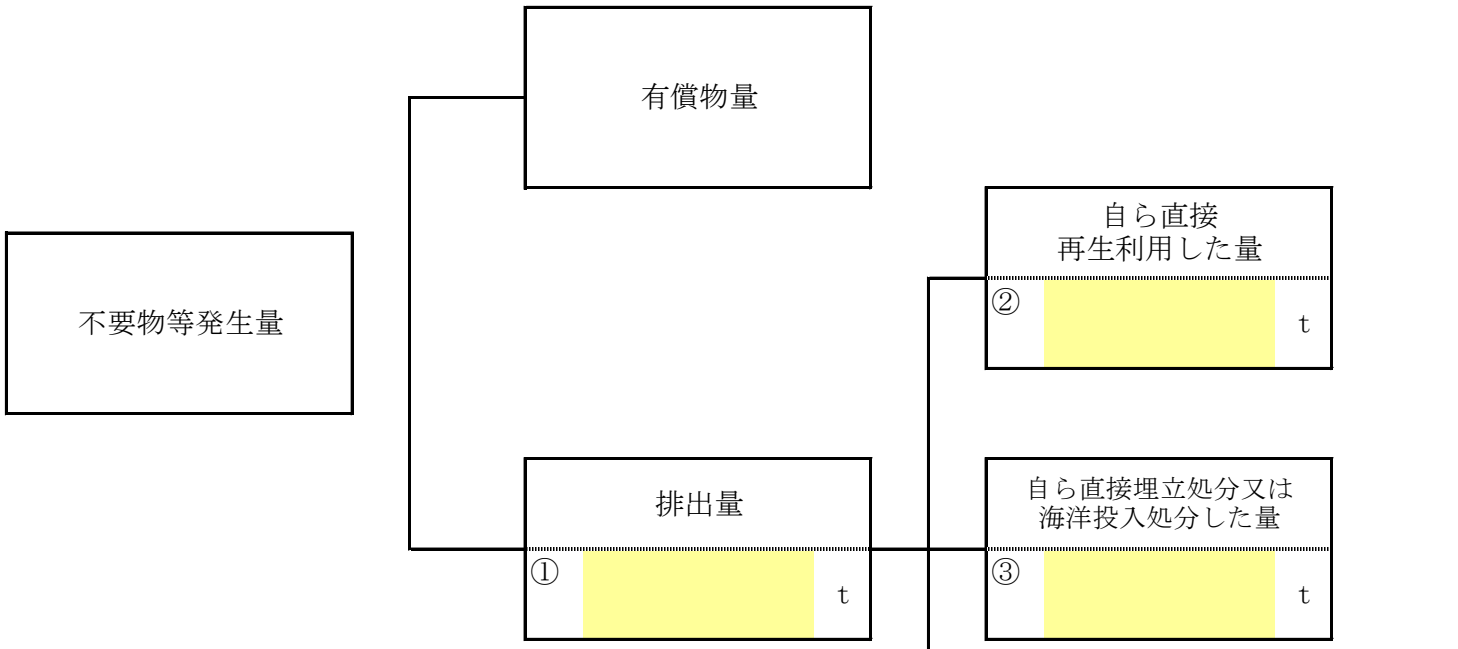 有償物量
自ら直接
再生利用した量
②
t
不要物等発生量
排出量
①
t
自ら直接埋立処分又は
海洋投入処分した量
③
t